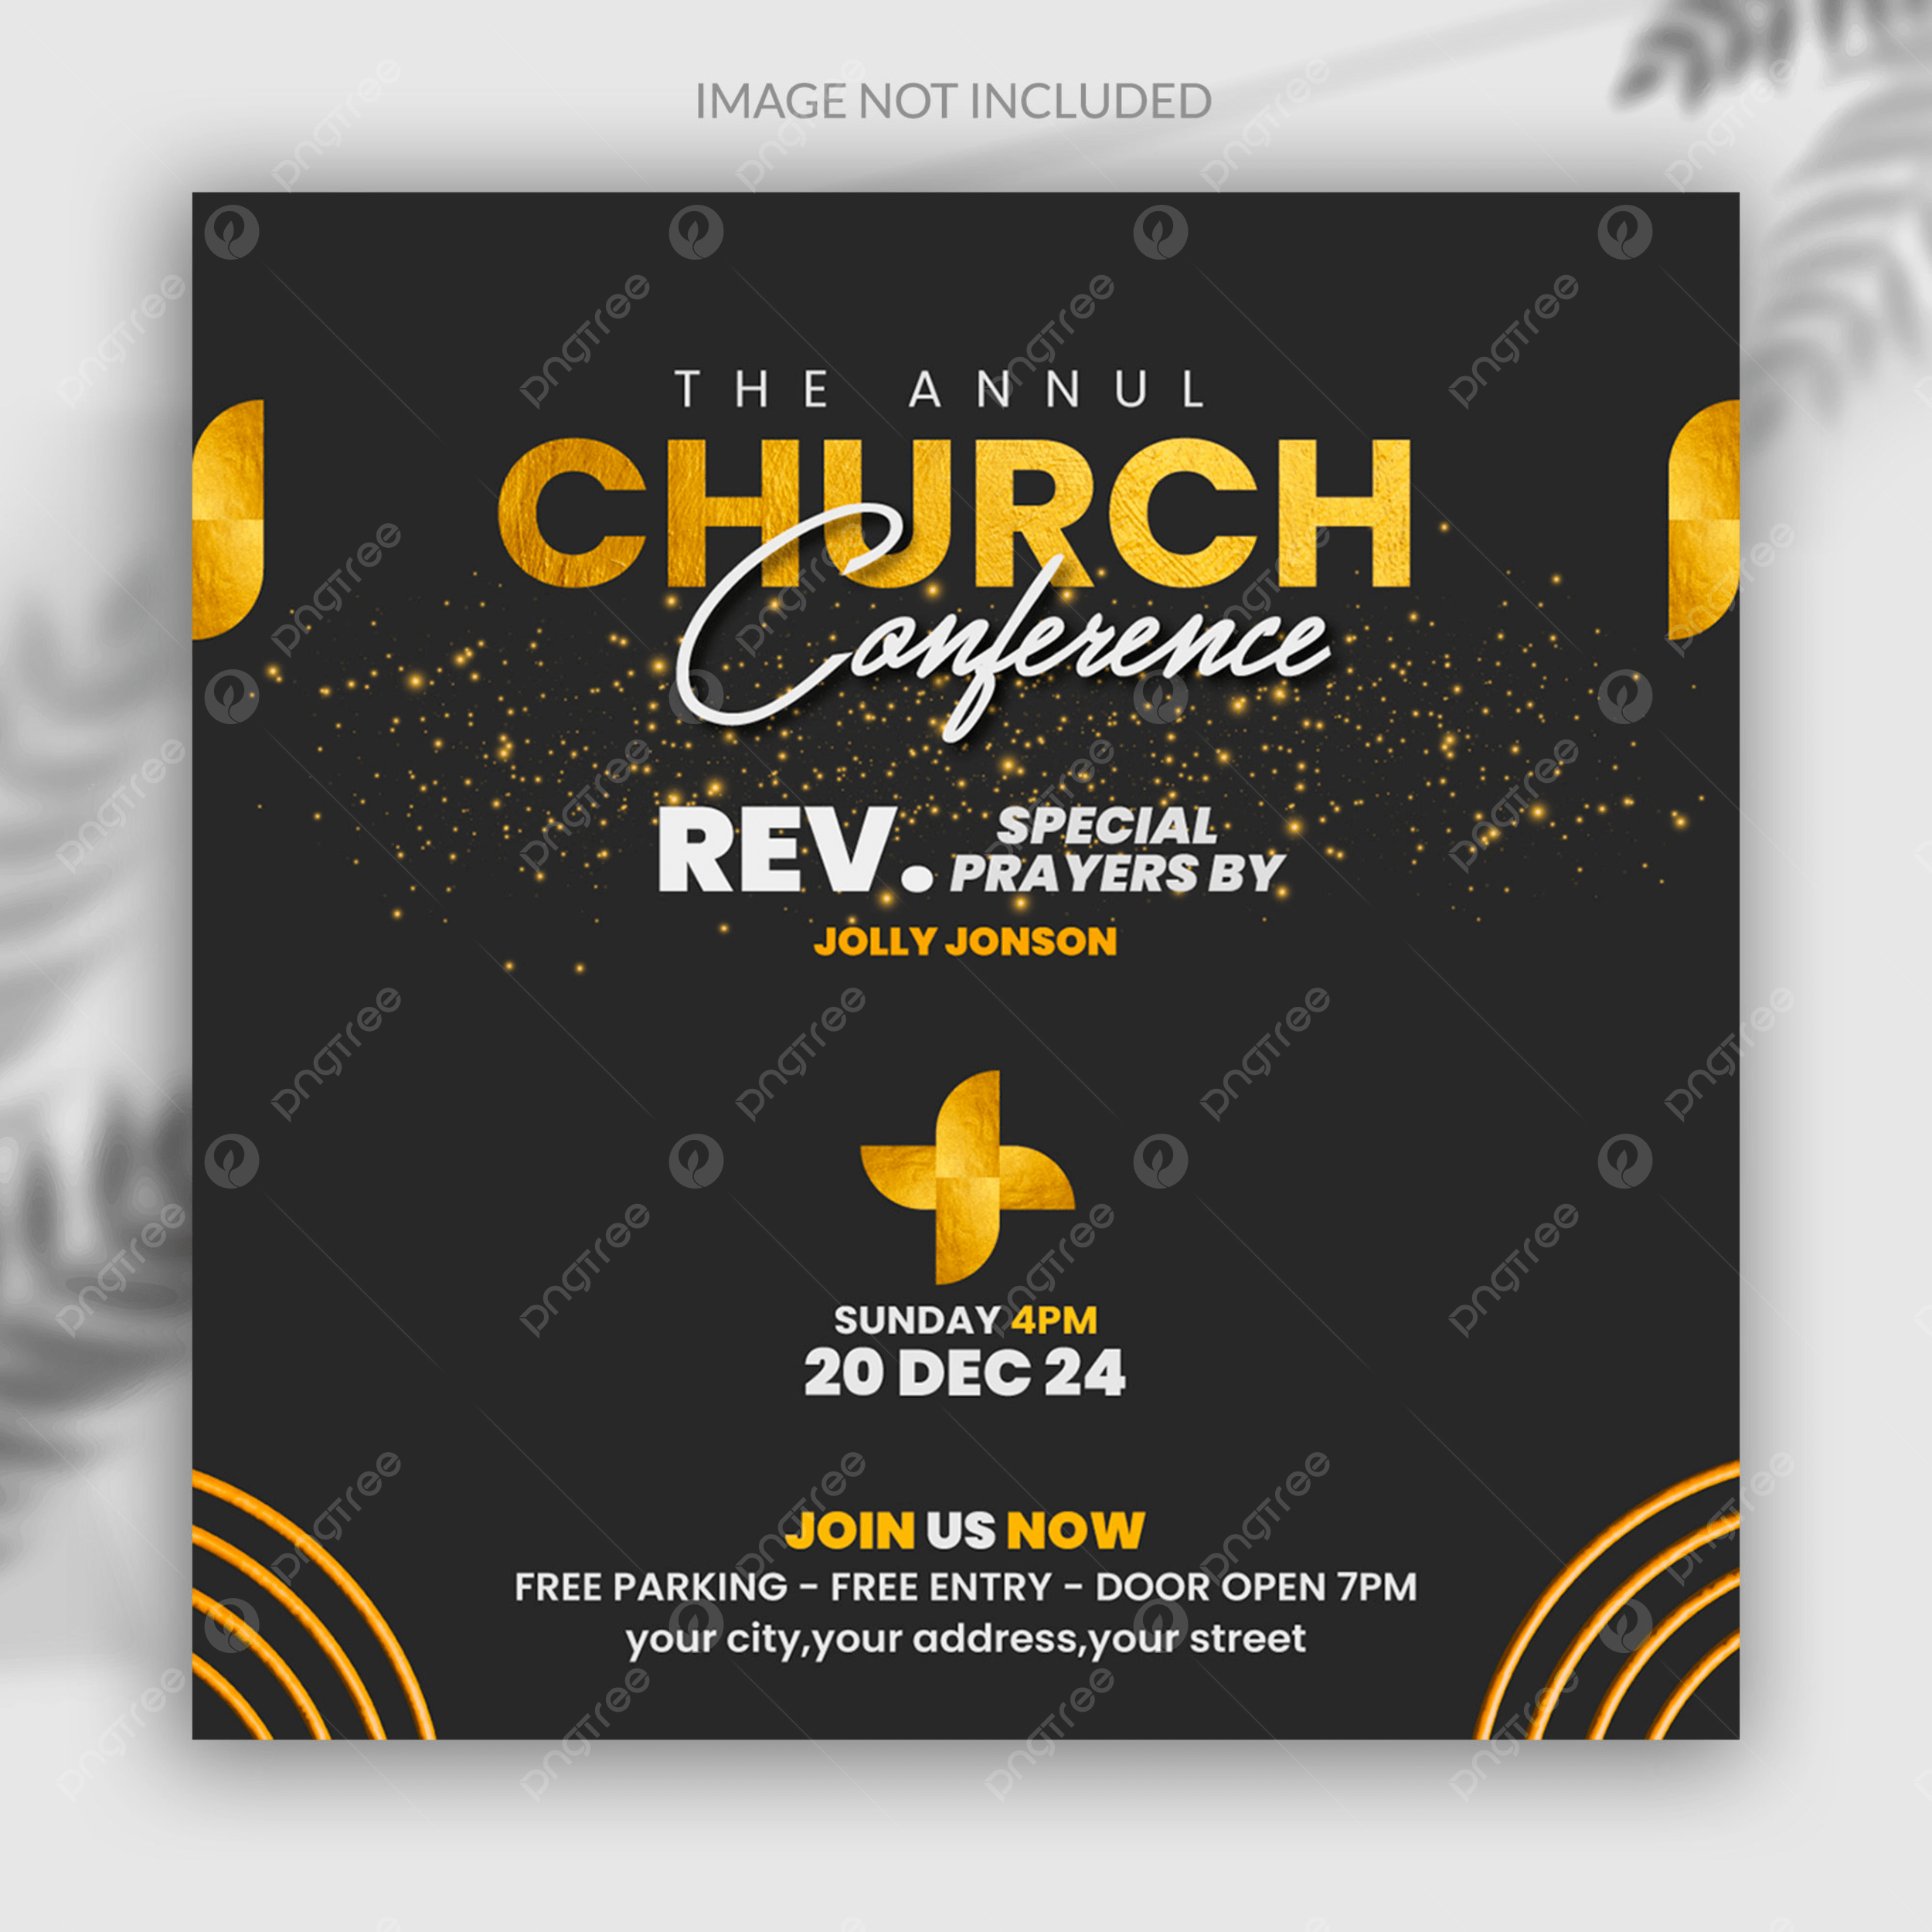 IMAGE NOT INCLUDED
THE ANNUL
CHURCH
Conference
REV. SPECIAL
PRAYERS BY
JOLLY JONSON
SUNDAY 4PM
20 DEC 24
JOIN US NOW
FREE PARKING - FREE ENTRY - DOOR OPEN 7PM
your city,your address,your street
pngtree